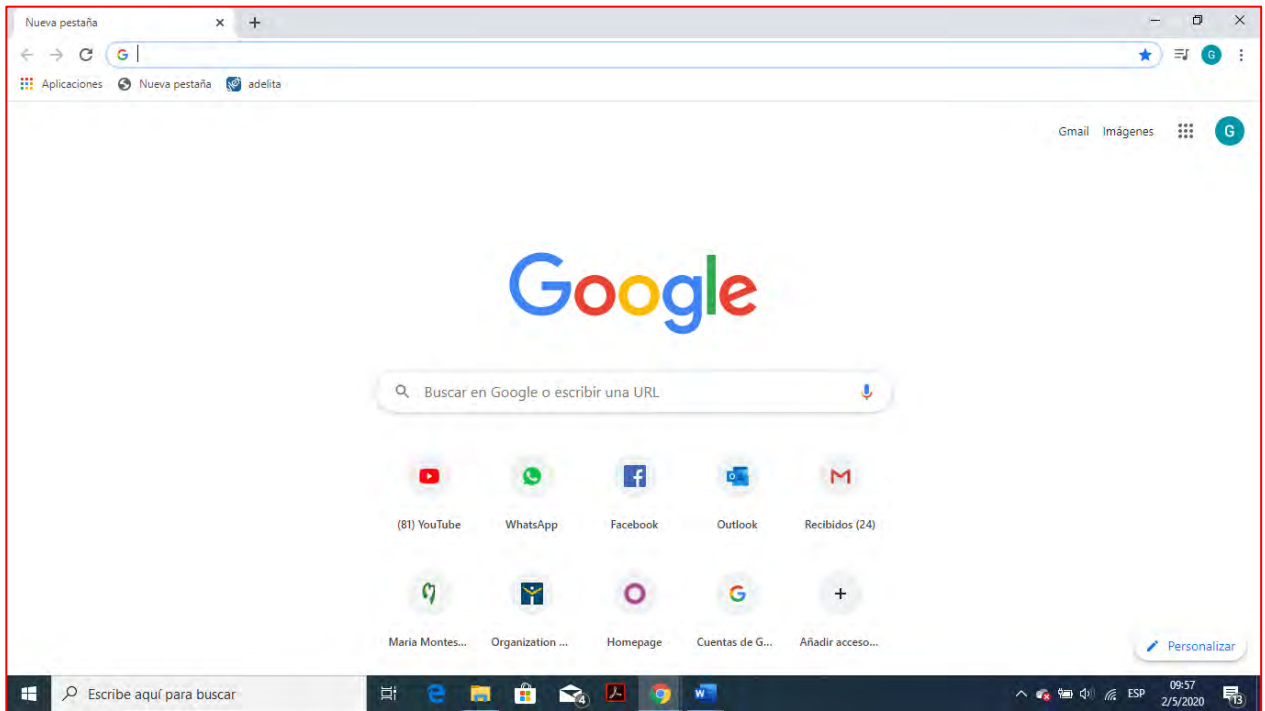 Nueva pestaña
G
G
Aplicaciones Nueva pestaña adelita
Gmail Imágenes G
Google
Buscar en Google o escribir una URL
(81) YouTube WhatsApp Facebook Outlook Recibidos (24)
Maria Montes... Organization ... Homepage Cuentas de G... Añadir acceso...
Personalizar
Escribe aquí para buscar 4 W ESP 09:57 13
2/5/2020